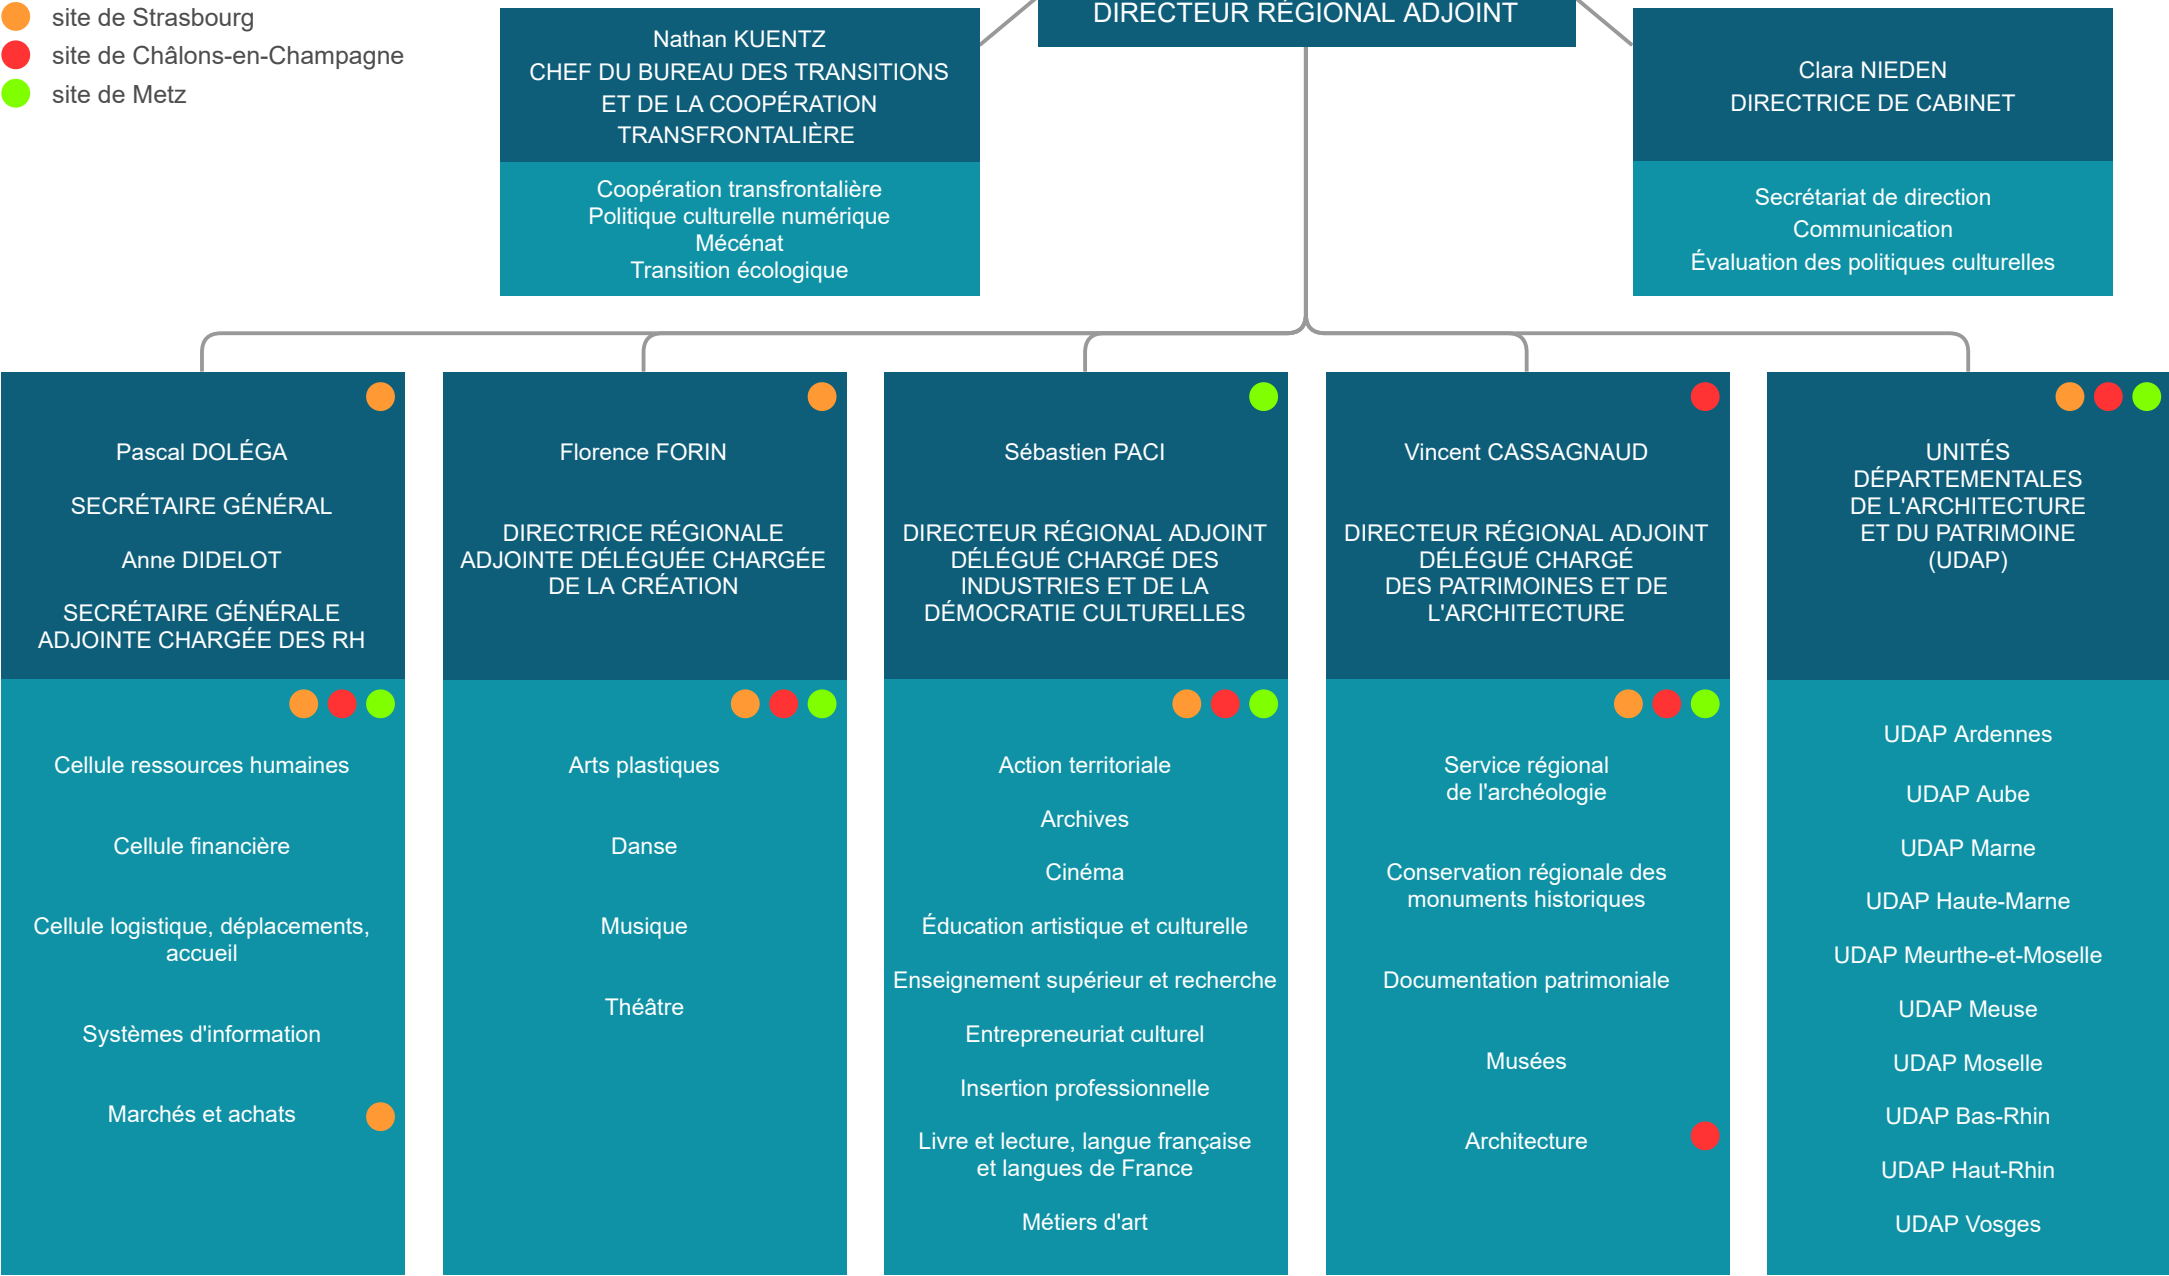 site de Strasbourg
site de Châlons-en-Champagne
site de Metz
DIRECTEUR RÉGIONAL ADJOINT
Nathan KUENTZ
CHEF DU BUREAU DES TRANSITIONS
ET DE LA COOPÉRATION
TRANSFRONTALIÈRE
Coopération transfrontalière
Politique culturelle numérique
Mécénat
Transition écologique
Clara NIEDEN
DIRECTRICE DE CABINET
Secrétariat de direction
Communication
Évaluation des politiques culturelles
Pascal DOLÉGA
SECRÉTAIRE GÉNÉRAL
Anne DIDELOT
SECRÉTAIRE GÉNÉRALE
ADJOINTE CHARGÉE DES RH
Cellule ressources humaines
Cellule financière
Cellule logistique, déplacements,
accueil
Systèmes d'information
Marchés et achats
Florence FORIN
DIRECTRICE RÉGIONALE
ADJOINTE DÉLÉGUÉE CHARGÉE
DE LA CRÉATION
Arts plastiques
Danse
Musique
Théâtre
Sébastien PACI
DIRECTEUR RÉGIONAL ADJOINT
DÉLÉGUÉ CHARGÉ DES
INDUSTRIES ET DE LA
DÉMOCRATIE CULTURELLES
Action territoriale
Archives
Cinéma
Éducation artistique et culturelle
Enseignement supérieur et recherche
Entrepreneuriat culturel
Insertion professionnelle
Livre et lecture, langue française
et langues de France
Métiers d'art
Vincent CASSAGNAUD
DIRECTEUR RÉGIONAL ADJOINT
DÉLÉGUÉ CHARGÉ
DES PATRIMOINES ET DE
L'ARCHITECTURE
Service régional
de l'archéologie
Conservation régionale des
monuments historiques
Documentation patrimoniale
Musées
Architecture
UNITÉS
DÉPARTEMENTALES
DE L'ARCHITECTURE
ET DU PATRIMOINE
(UDAP)
UDAP Ardennes
UDAP Aube
UDAP Marne
UDAP Haute-Marne
UDAP Meurthe-et-Moselle
UDAP Meuse
UDAP Moselle
UDAP Bas-Rhin
UDAP Haut-Rhin
UDAP Vosges